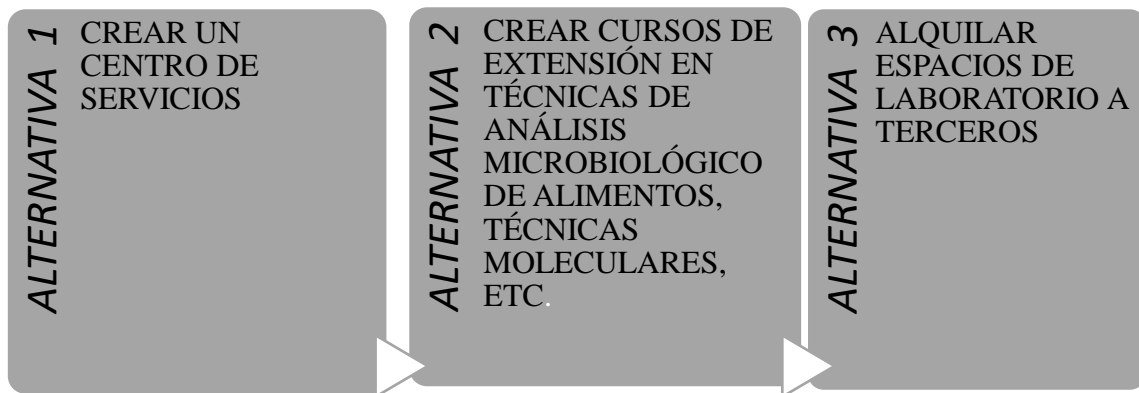 ALTERNATIVA 1
CREAR UN
CENTRO DE
SERVICIOS
ALTERNATIVA 2
CREAR CURSOS DE
EXTENSIÓN EN
TÉCNICAS DE
ANÁLISIS
MICROBIOLÓGICO
DE ALIMENTOS,
TÉCNICAS
MOLECULARES,
ETC.
ALTERNATIVA 3
ALQUILAR
ESPACIOS DE
LABORATORIO A
TERCEROS